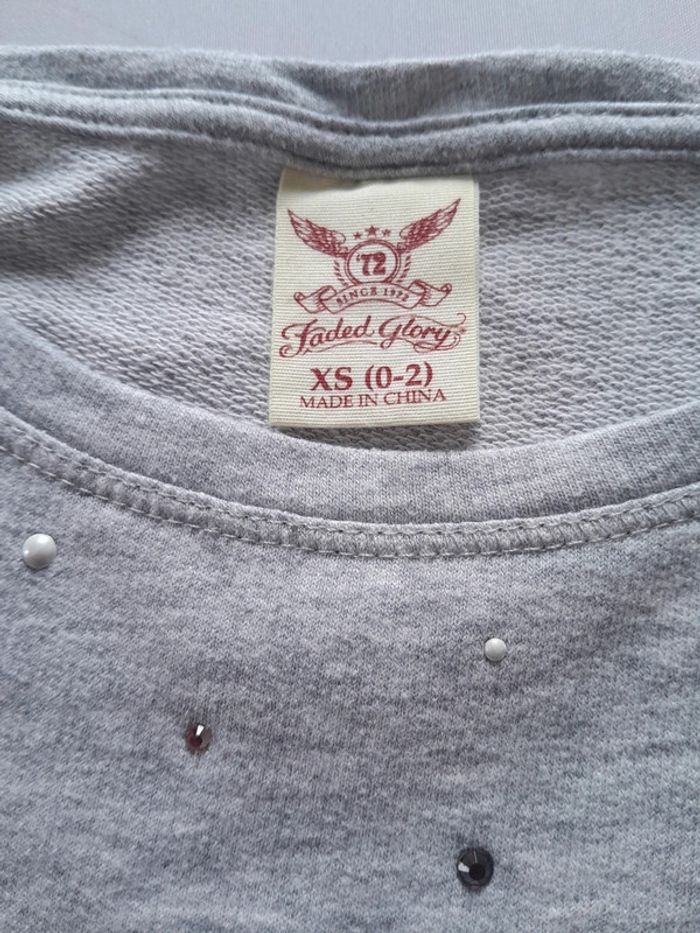 '72
SINCE 1972
Faded Glory
XS (0-2)
MADE IN CHINA